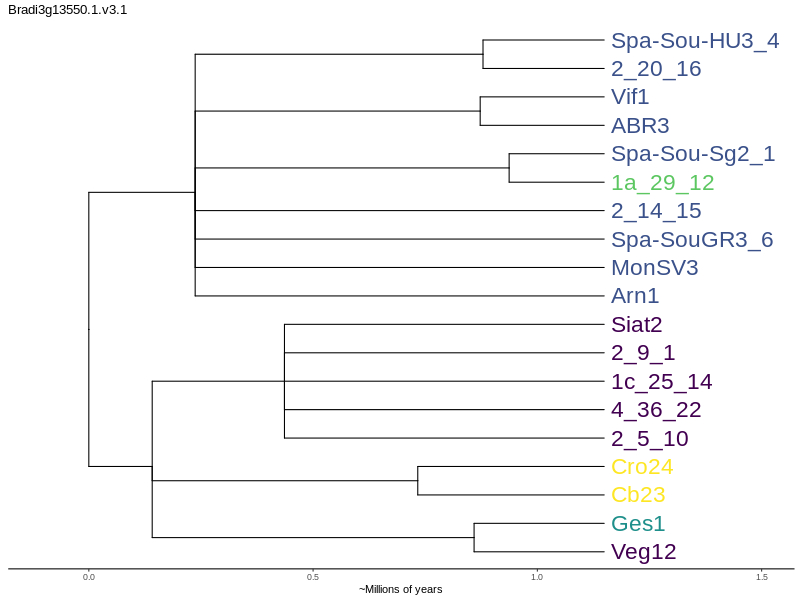 Bradi3g13550.1.v3.1
Spa-Sou-HU3_4
2_20_16
Vif1
ABR3
Spa-Sou-Sg2_1
1a_29_12
2_14_15
Spa-SouGR3_6
MonSV3
Arn1
Siat2
2_9_1
1c_25_14
4_36_22
2_5_10
Cro24
Cb23
Ges1
Veg12
0.0 0.5 1.0 1.5
~Millions of years